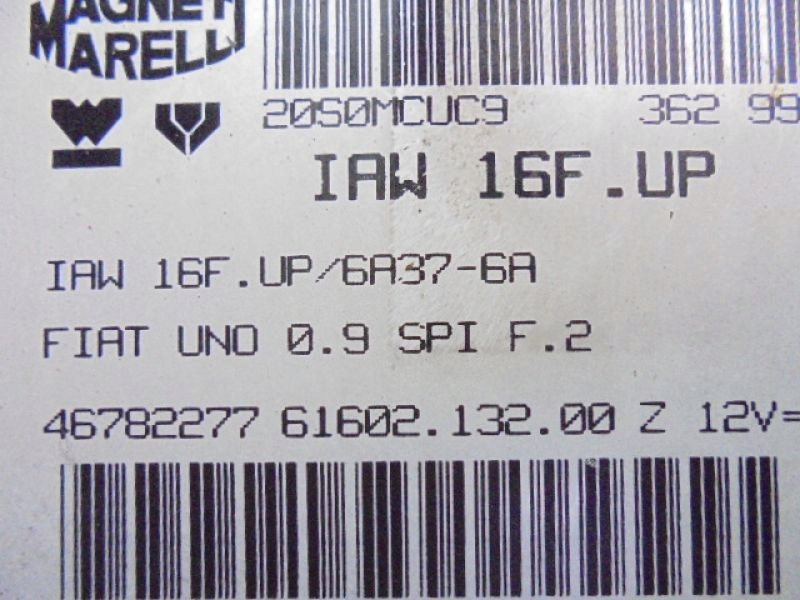 MAGNETI
MARELLI
20S0MCUC9 362 99
IAW 16F.UP
IAW 16F.UP/6A37-6A
FIAT UNO 0.9 SPI F.2
46782277 61602.132.00 Z 12V=